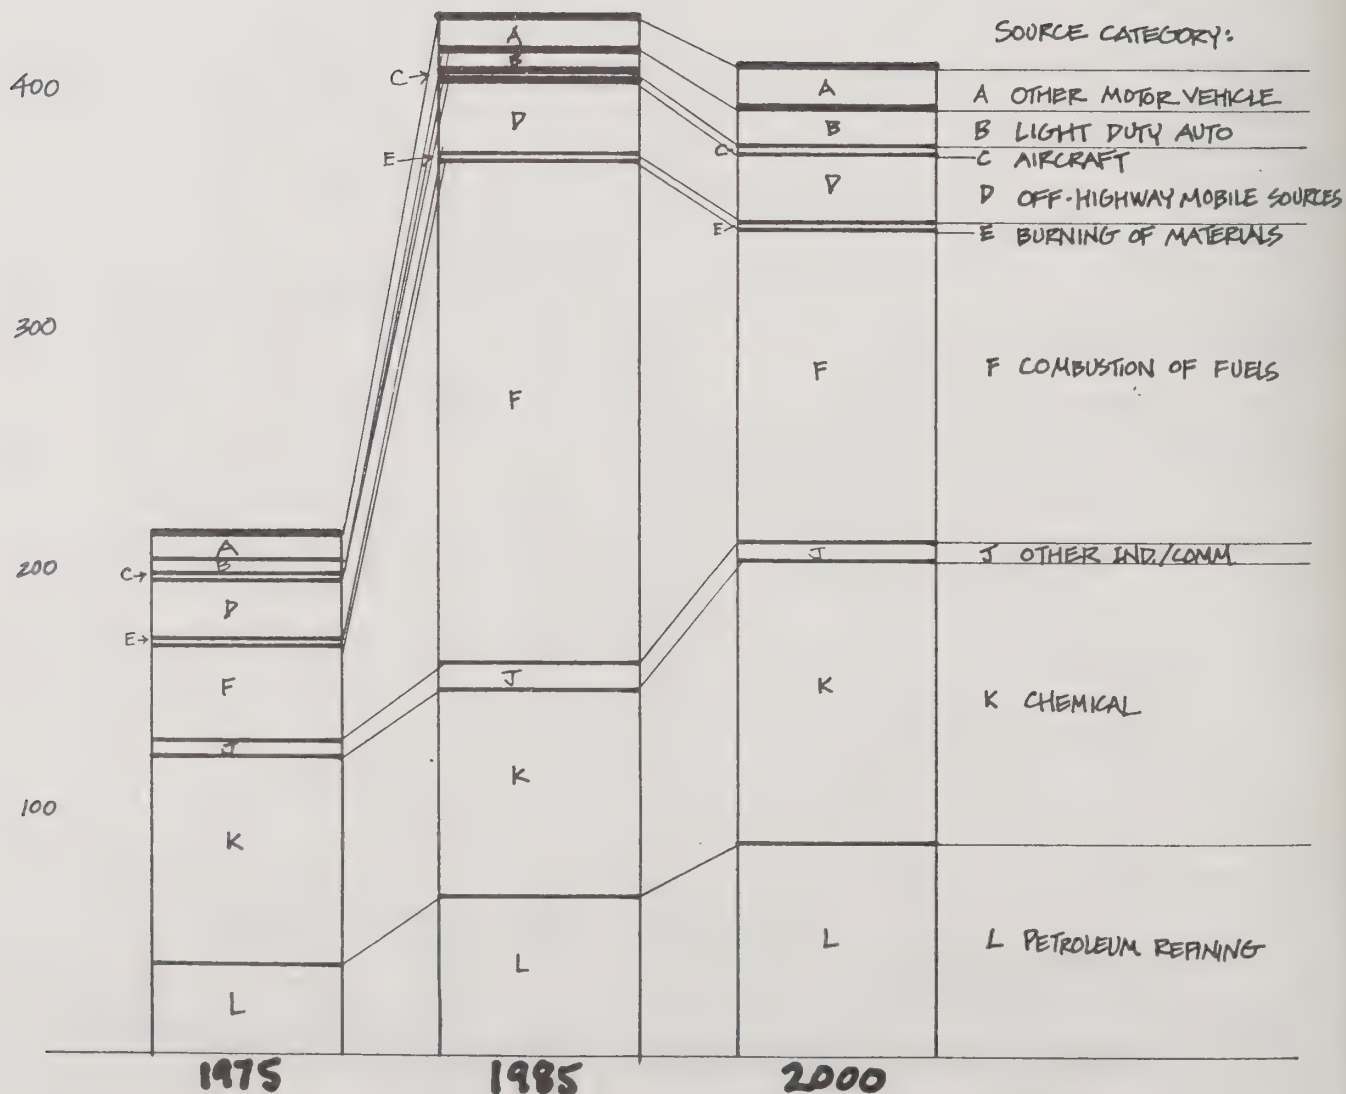 SOURCE CATEGORY:
400
300
200
100
A
B
C→
D
E→
F
J
K
L
A
B
C→
D
E→
F
J
K
L
A
B
C
D
E
F
J
K
L
A OTHER MOTOR VEHICLE
B LIGHT DUTY AUTO
C AIRCRAFT
D OFF-HIGHWAY MOBILE SOURCES
E BURNING OF MATERIALS
F COMBUSTION OF FUELS
J OTHER IND./COMM.
K CHEMICAL
L PETROLEUM REFINING
1975 1985 2000